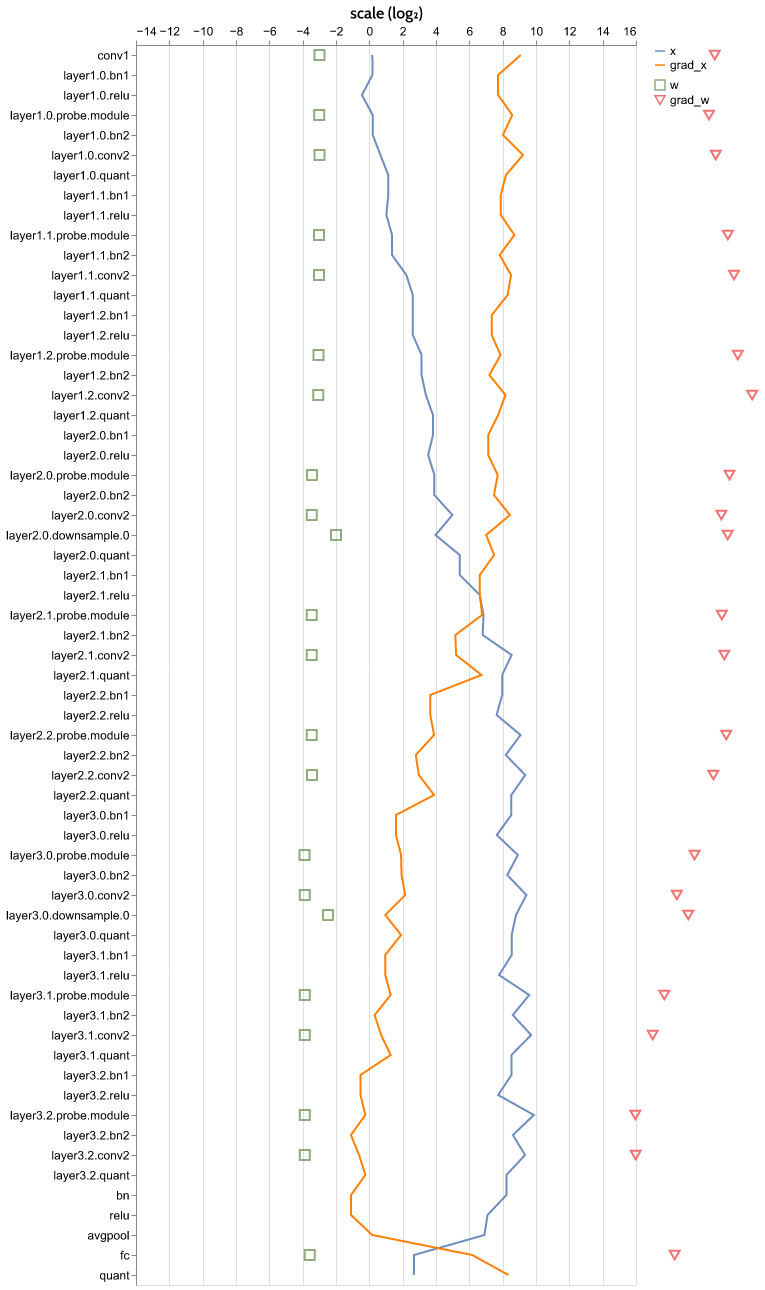 scale (log₂)
−14 −12 −10 −8 −6 −4 −2 0 2 4 6 8 10 12 14 16
x
grad_x
w
grad_w
conv1
layer1.0.bn1
layer1.0.relu
layer1.0.probe.module
layer1.0.bn2
layer1.0.conv2
layer1.0.quant
layer1.1.bn1
layer1.1.relu
layer1.1.probe.module
layer1.1.bn2
layer1.1.conv2
layer1.1.quant
layer1.2.bn1
layer1.2.relu
layer1.2.probe.module
layer1.2.bn2
layer1.2.conv2
layer1.2.quant
layer2.0.bn1
layer2.0.relu
layer2.0.probe.module
layer2.0.bn2
layer2.0.conv2
layer2.0.downsample.0
layer2.0.quant
layer2.1.bn1
layer2.1.relu
layer2.1.probe.module
layer2.1.bn2
layer2.1.conv2
layer2.1.quant
layer2.2.bn1
layer2.2.relu
layer2.2.probe.module
layer2.2.bn2
layer2.2.conv2
layer2.2.quant
layer3.0.bn1
layer3.0.relu
layer3.0.probe.module
layer3.0.bn2
layer3.0.conv2
layer3.0.downsample.0
layer3.0.quant
layer3.1.bn1
layer3.1.relu
layer3.1.probe.module
layer3.1.bn2
layer3.1.conv2
layer3.1.quant
layer3.2.bn1
layer3.2.relu
layer3.2.probe.module
layer3.2.bn2
layer3.2.conv2
layer3.2.quant
bn
relu
avgpool
fc
quant